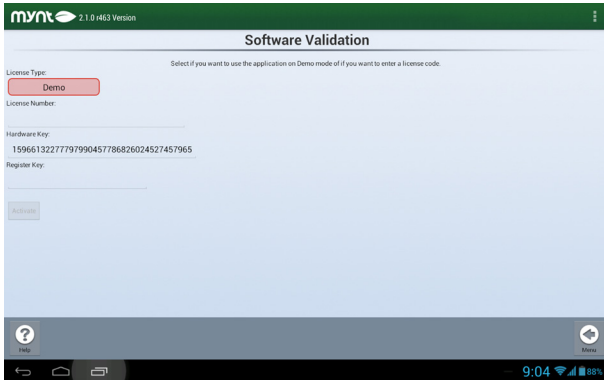 mynt 2.1.0 r463 Version
Software Validation
Select if you want to use the application on Demo mode of if you want to enter a license code.
License Type:
Demo
License Number:
Hardware Key:
15966132277797990457786826024527457965
Register Key:
Activate
Help
Menu
9:04 88%